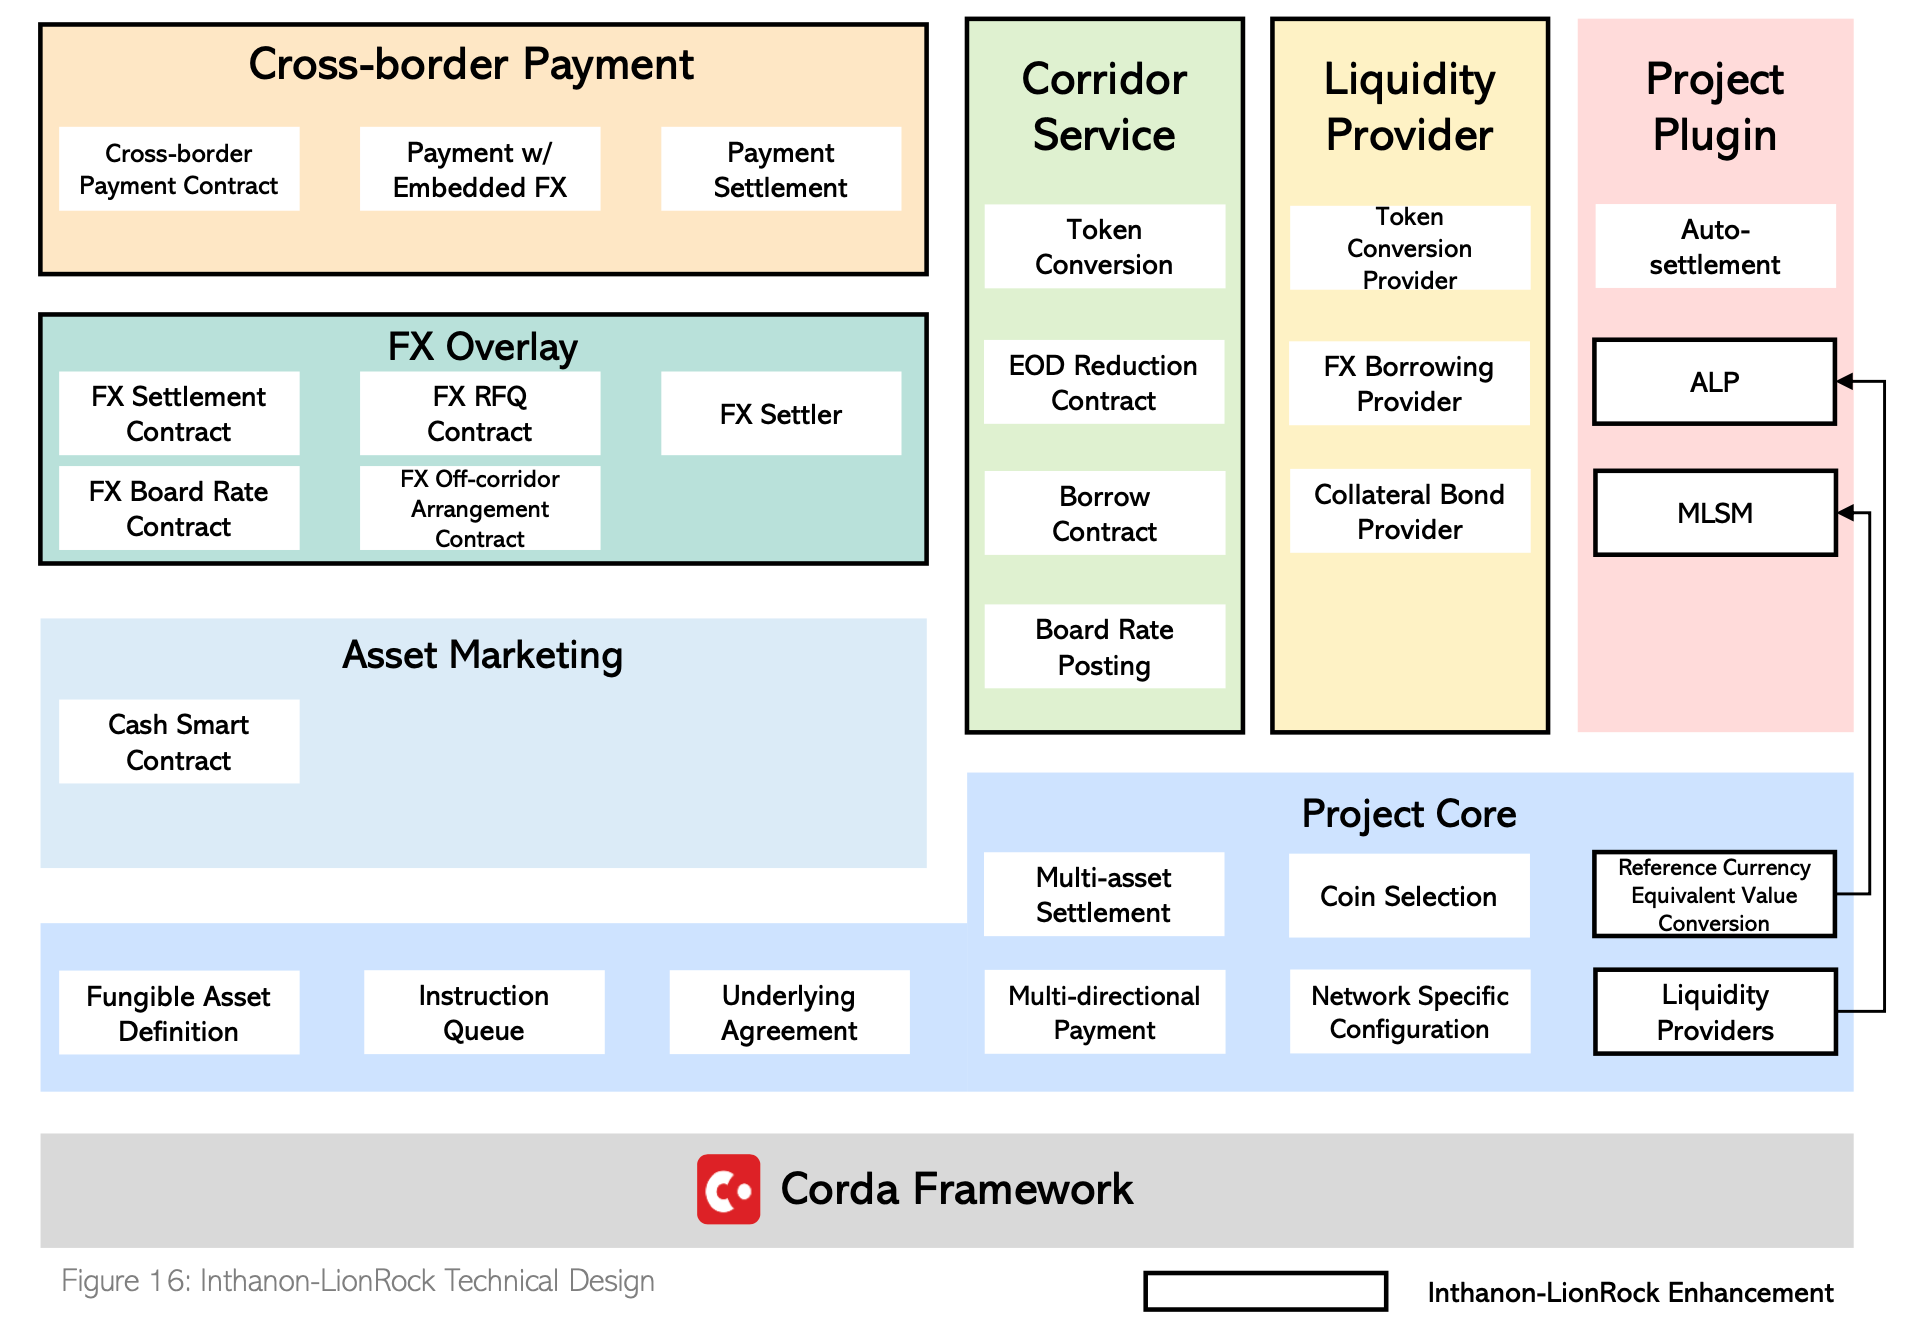 Cross-border Payment
Cross-border
Payment Contract
Payment w/
Embedded FX
Payment
Settlement
FX Overlay
FX Settlement
Contract
FX RFQ
Contract
FX Settler
FX Board Rate
Contract
FX Off-corridor
Arrangement
Contract
Asset Marketing
Cash Smart
Contract
Corridor
Service
Token
Conversion
EOD Reduction
Contract
Borrow
Contract
Board Rate
Posting
Liquidity
Provider
Token
Conversion
Provider
FX Borrowing
Provider
Collateral Bond
Provider
Project
Plugin
Auto-
settlement
ALP
MLSM
Project Core
Multi-asset
Settlement
Coin Selection
Reference Currency
Equivalent Value
Conversion
Fungible Asset
Definition
Instruction
Queue
Underlying
Agreement
Multi-directional
Payment
Network Specific
Configuration
Liquidity
Providers
Corda Framework
Figure 16: Inthanon-LionRock Technical Design
Inthanon-LionRock Enhancement